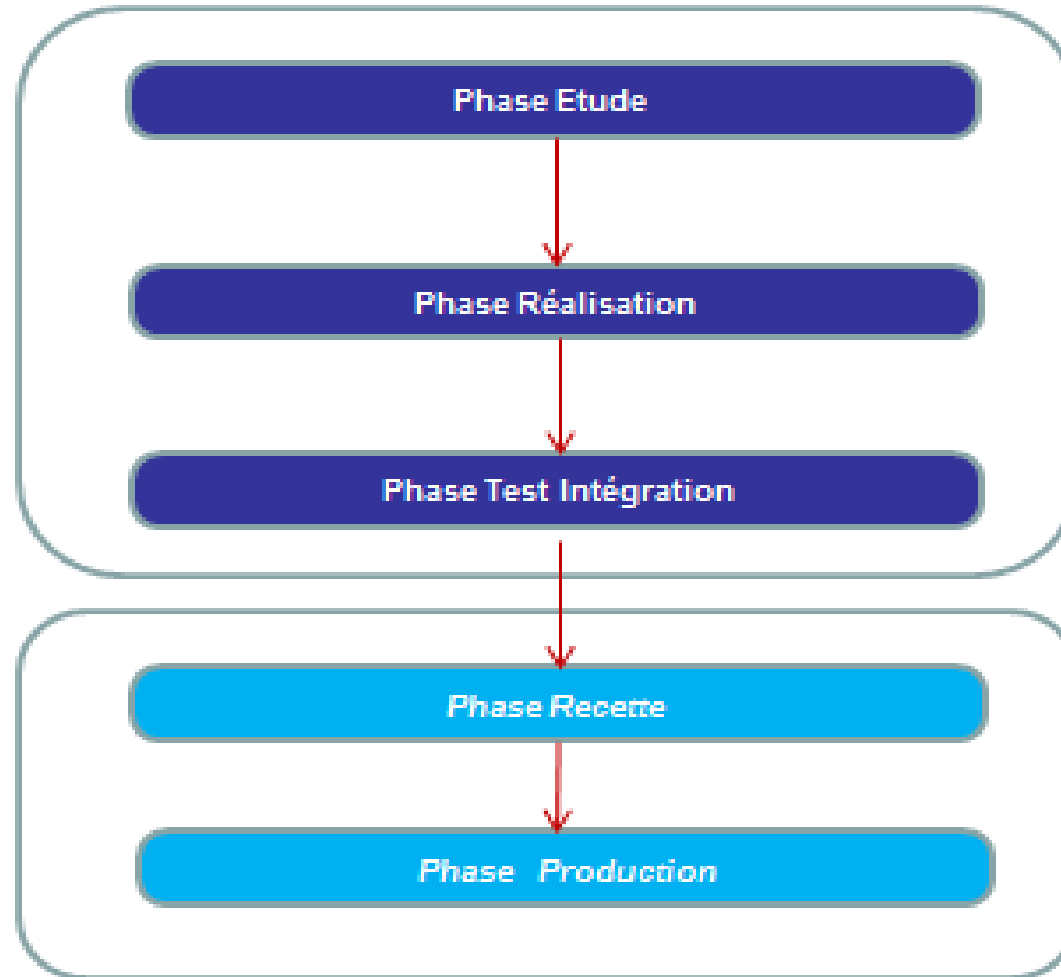 Phase Etude
Phase Réalisation
Phase Test Intégration
Phase Recette
Phase Production